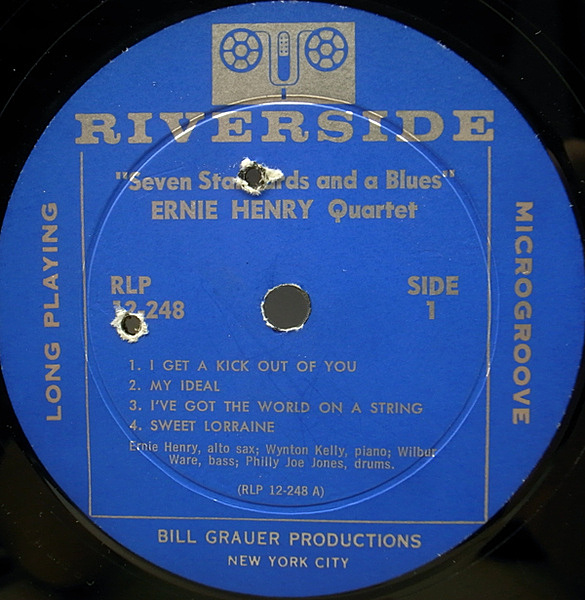 RIVERSIDE
"Seven Standards and a Blues"
ERNIE HENRY Quartet
RLP
12-248
SIDE
1
LONG PLAYING
MICROGROOVE
1. I GET A KICK OUT OF YOU
2. MY IDEAL
3. I'VE GOT THE WORLD ON A STRING
4. SWEET LORRAINE
Ernie Henry, alto sax; Wynton Kelly, piano; Wilbur
Ware, bass; Philly Joe Jones, drums.
(RLP 12-248 A)
BILL GRAUER PRODUCTIONS
NEW YORK CITY